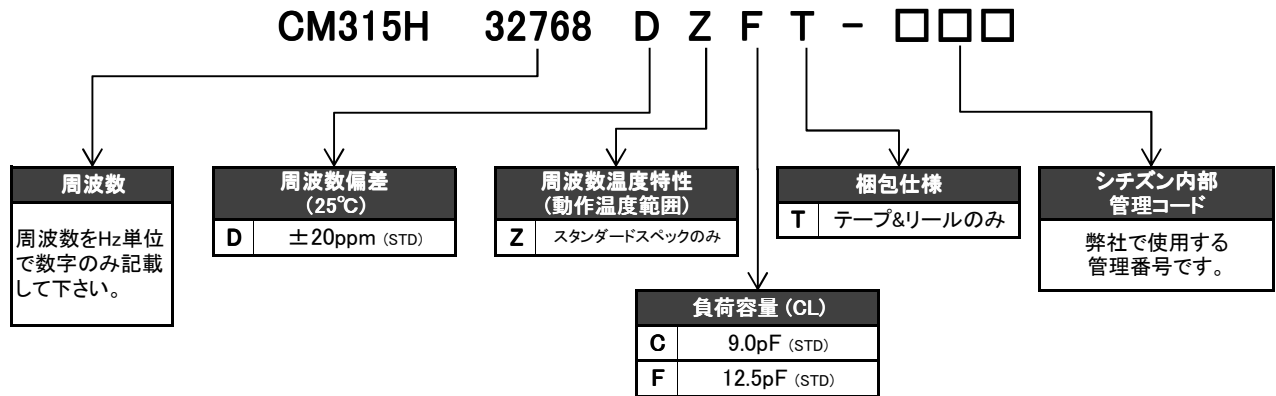 CM315H 32768 D Z F T - □□□
周波数
周波数をHz単位
で数字のみ記載
して下さい。
周波数偏差
(25℃)
D ±20ppm (STD)
周波数温度特性
(動作温度範囲)
Z スタンダードスペックのみ
梱包仕様
T テープ&リールのみ
シチズン内部
管理コード
弊社で使用する
管理番号です。
負荷容量 (CL)
C 9.0pF (STD)
F 12.5pF (STD)